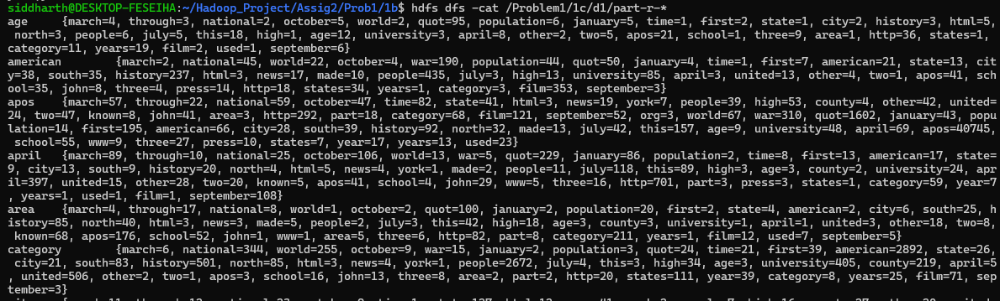 siddharth@DESKTOP-FESEIHA:~/Hadoop_Project/Assig2/Prob1/1b$ hdfs dfs -cat /Problem1/1c/d1/part-r-*
age     {march=4, through=3, national=2, october=5, world=2, quot=95, population=6, january=5, time=1, first=2, state=1, city=2, history=3, html=5,
 north=3, people=6, july=5, this=18, high=1, age=12, university=3, april=8, other=2, two=5, apos=21, school=1, three=9, area=1, http=36, states=1,
category=11, years=19, film=2, used=1, september=6}
american        {march=2, national=45, world=22, october=4, war=190, population=44, quot=50, january=4, time=1, first=7, american=21, state=13, cit
y=38, south=35, history=237, html=3, news=17, made=10, people=435, july=3, high=13, university=85, april=3, united=13, other=4, two=1, apos=41, sch
ool=35, john=8, three=4, press=14, http=18, states=34, years=1, category=3, film=353, september=3}
apos    {march=57, through=22, national=59, october=47, time=82, state=41, html=3, news=19, york=7, people=39, high=53, county=4, other=42, united=
24, two=47, known=8, john=41, area=3, http=292, part=18, category=68, film=121, september=52, org=3, world=67, war=310, quot=1602, january=43, popu
lation=14, first=195, american=66, city=28, south=39, history=92, north=32, made=13, july=42, this=157, age=9, university=48, april=69, apos=40745,
 school=55, www=9, three=27, press=10, states=7, year=17, years=13, used=23}
april   {march=89, through=10, national=25, october=106, world=13, war=5, quot=229, january=86, population=2, time=8, first=13, american=17, state=
9, city=13, south=9, history=20, north=4, html=5, news=4, york=1, made=2, people=11, july=118, this=89, high=3, age=3, county=2, university=24, apr
il=397, united=15, other=28, two=20, known=5, apos=41, school=4, john=29, www=5, three=16, http=701, part=3, press=3, states=1, category=59, year=7
, years=1, used=1, film=1, september=108}
area    {march=4, through=17, national=8, world=1, october=2, quot=100, january=2, population=20, first=2, state=4, american=2, city=6, south=25, h
istory=85, north=40, html=3, news=3, made=5, people=2, july=3, this=42, high=18, age=3, county=3, university=1, april=1, united=3, other=18, two=8,
 known=68, apos=176, school=52, john=1, www=1, area=5, three=6, http=82, part=8, category=211, years=1, film=12, used=7, september=5}
category        {march=6, national=344, world=255, october=9, war=15, january=2, population=3, quot=24, time=21, first=39, american=2892, state=26,
 city=21, south=83, history=501, north=85, html=3, news=4, york=1, people=2672, july=4, this=3, high=34, age=3, university=405, county=219, april=5
, united=506, other=2, two=1, apos=3, school=16, john=13, three=8, area=2, part=2, http=20, states=111, year=39, category=8, years=25, film=71, sep
tember=3}